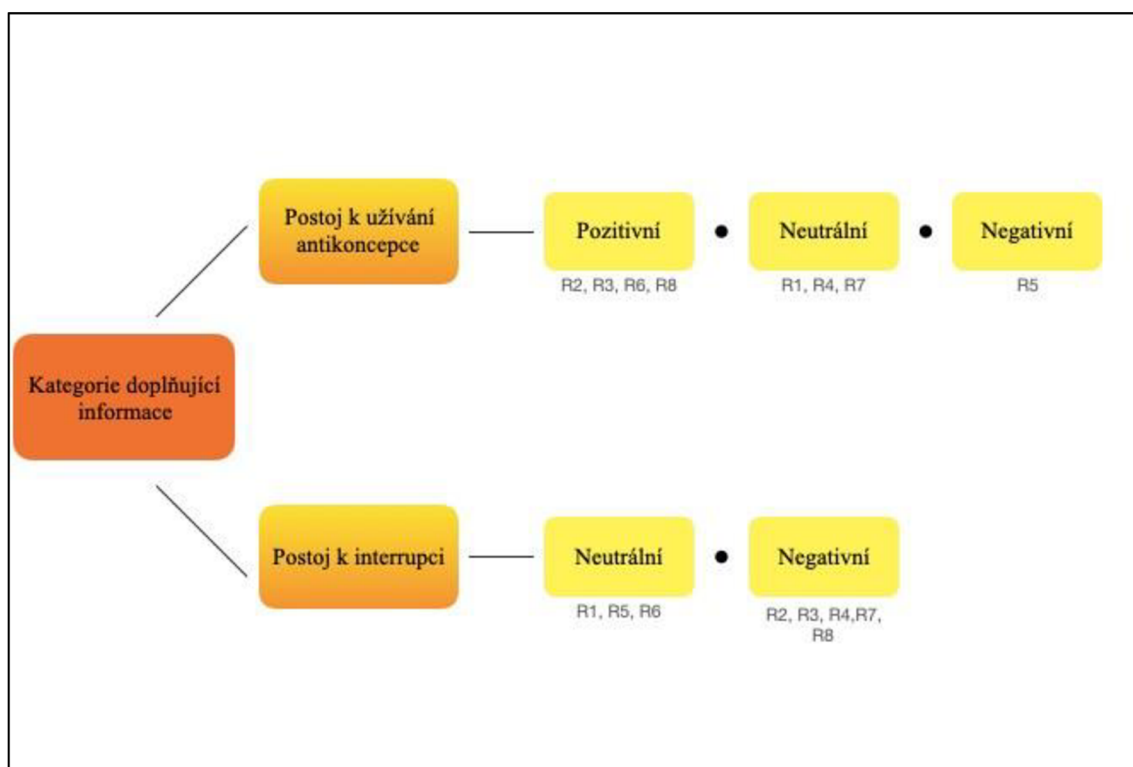 Postoj k užívání
antikoncepce
Pozitivní
Neutrální
Negativní
R2, R3, R6, R8
R1, R4, R7
R5
Kategorie doplňující
informace
Postoj k interrupci
Neutrální
Negativní
R1, R5, R6
R2, R3, R4,R7,
R8